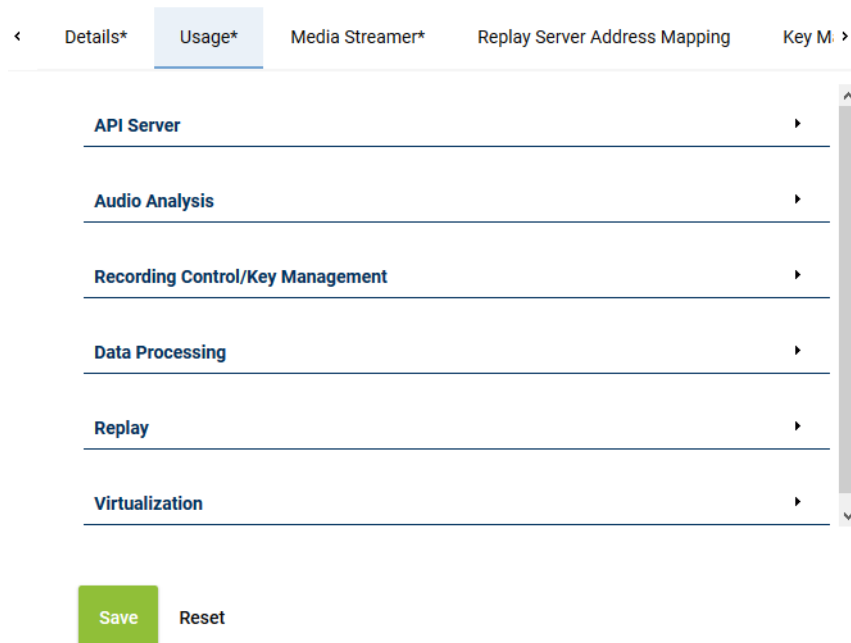 Details* Usage* Media Streamer* Replay Server Address Mapping Key M
API Server
Audio Analysis
Recording Control/Key Management
Data Processing
Replay
Virtualization
Save Reset